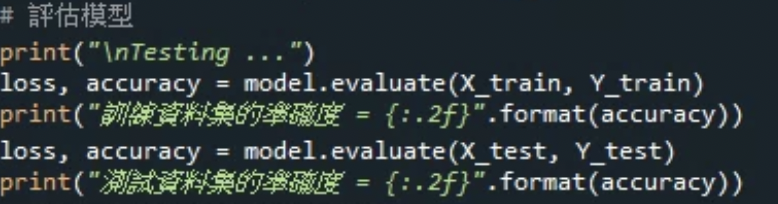 # 評估模型
print("\nTesting ...")
loss, accuracy = model.evaluate(X_train, Y_train)
print("訓練資料集的準確度 = {:.2f}".format(accuracy))
loss, accuracy = model.evaluate(X_test, Y_test)
print("測試資料集的準確度 = {:.2f}".format(accuracy))